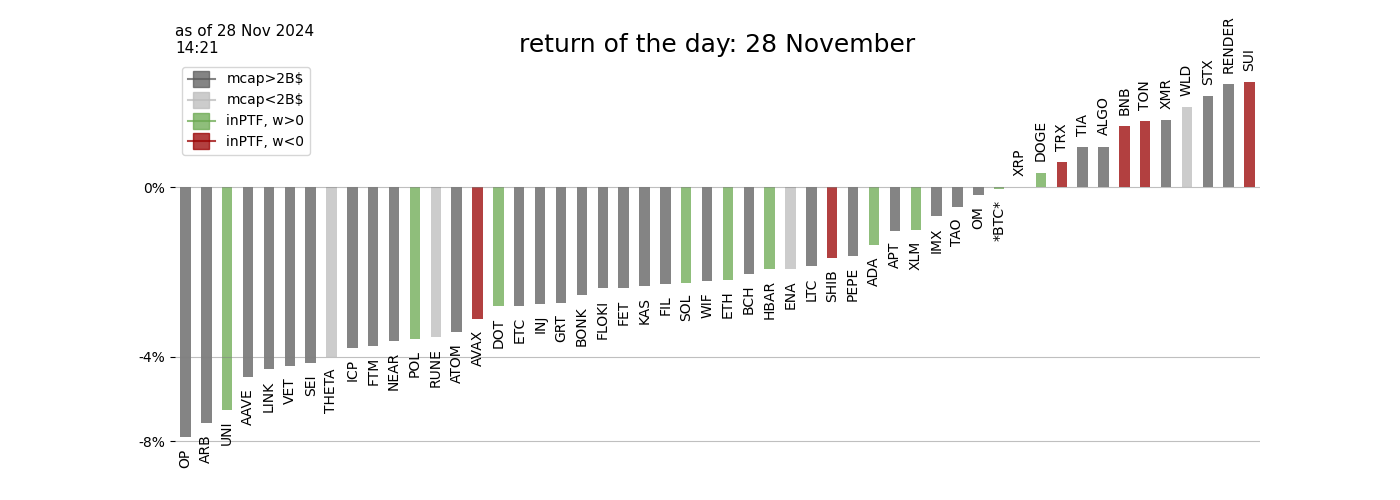 as of 28 Nov 2024
14:21
return of the day: 28 November
mcap>2B$
mcap<2B$
inPTF, w>0
inPTF, w<0
0%
-4%
-8%
OP
ARB
UNI
AAVE
LINK
VET
SEI
THETA
ICP
FTM
NEAR
POL
RUNE
ATOM
AVAX
DOT
ETC
INJ
GRT
BONK
FLOKI
FET
KAS
FIL
SOL
WIF
ETH
BCH
HBAR
ENA
LTC
SHIB
PEPE
ADA
APT
XLM
IMX
TAO
OM
*BTC*
XRP
DOGE
TRX
TIA
ALGO
BNB
TON
XMR
WLD
STX
RENDER
SUI